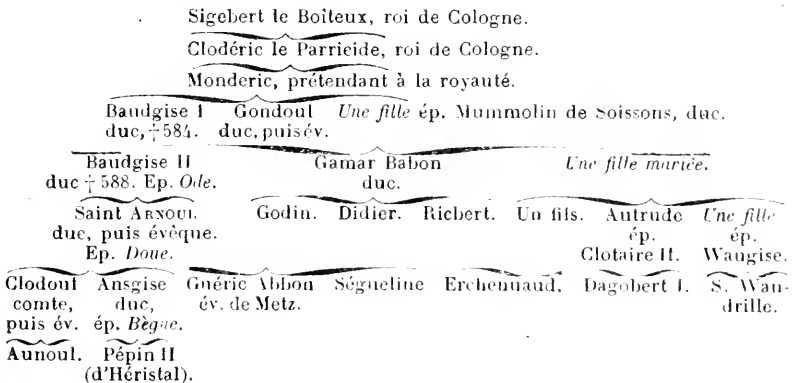 Sigebert le Boiteux, roi de Cologne.
Clodéric le Parricide, roi de Cologne.
Monderic, prétendant à la royauté.
Baudgise I Gondoul Une fille ép. Mummolin de Soissons, duc.
duc, †584. duc, puis év.
Baudgise II Gamar Babon Une fille mariée.
duc † 588. Ep. Ode. duc.
Saint ARNOUL Godin. Didier. Ricbert. Un fils. Autrude Une fille
duc, puis évêque. ép. ép.
Ep. Doue. Clotaire II. Waugise.
Clodoul Ansgise Guéric Abbon Ségueline Erchennaud. Dagobert I. S. Wan-
comte, duc, év. de Metz. drille.
puis év. ép. Bègue.
Aunoul. Pépin II
(d'Héristal).